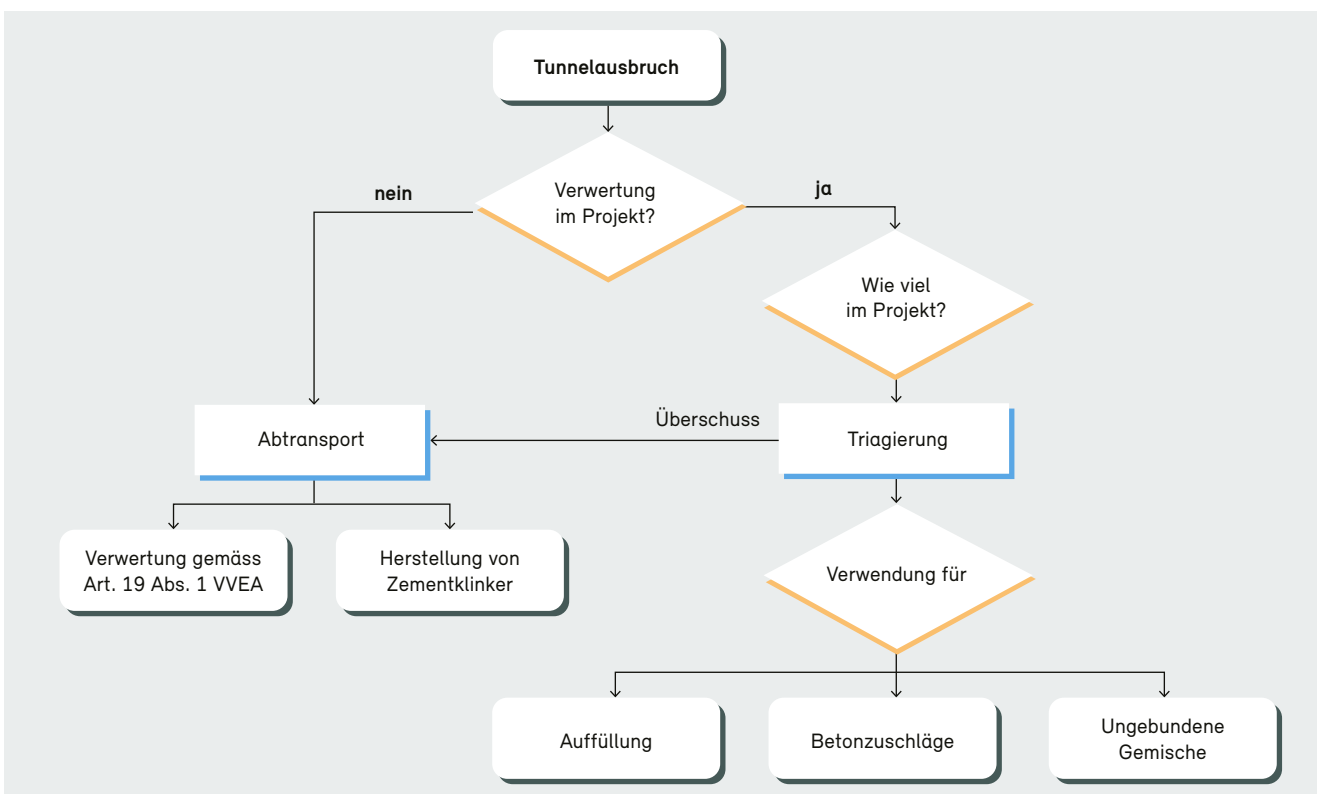 Tunnelausbruch
nein
Verwertung
im Projekt?
ja
Wie viel
im Projekt?
Abtransport
Überschuss
Triagierung
Verwertung gemäss
Art. 19 Abs. 1 VVEA
Herstellung von
Zementklinker
Verwendung für
Auffüllung
Betonzuschläge
Ungebundene
Gemische